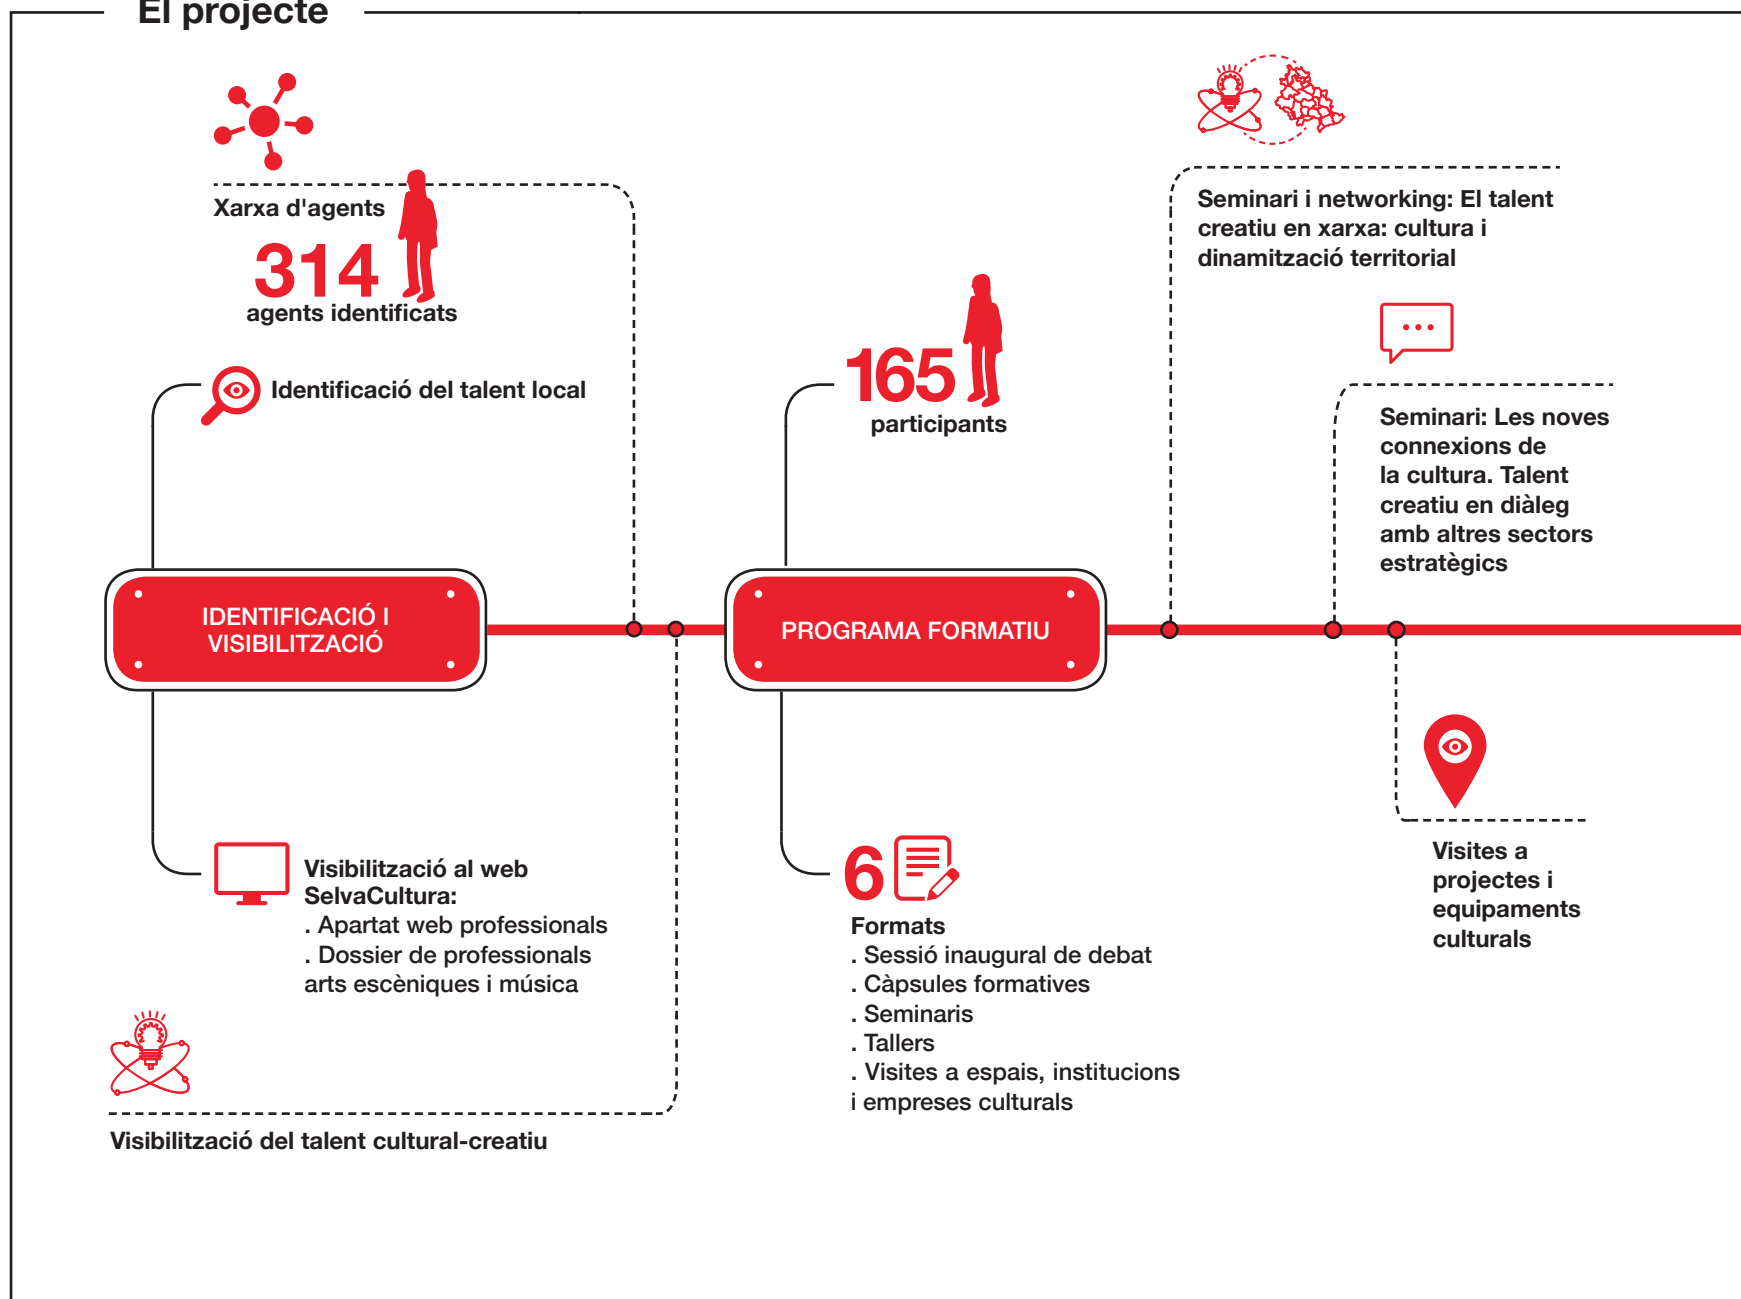 El projecte
Xarxa d'agents
314
agents identificats
Identificació del talent local
IDENTIFICACIÓ I
VISIBILITZACIÓ
Visibilització al web
SelvaCultura:
. Apartat web professionals
. Dossier de professionals
arts escèniques i música
Visibilització del talent cultural-creatiu
165
participants
PROGRAMA FORMATIU
6
Formats
. Sessió inaugural de debat
. Càpsules formatives
. Seminaris
. Tallers
. Visites a espais, institucions
i empreses culturals
Seminari i networking: El talent
creatiu en xarxa: cultura i
dinamització territorial
Seminari: Les noves
connexions de
la cultura. Talent
creatiu en diàleg
amb altres sectors
estratègics
Visites a
projectes i
equipaments
culturals